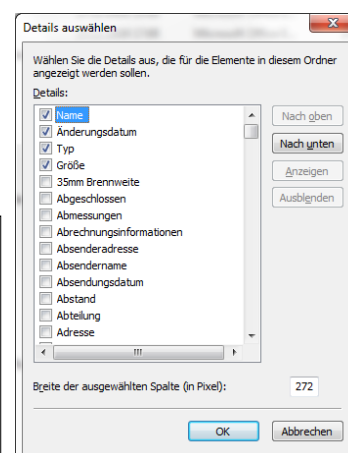 Details auswählen
Wählen Sie die Details aus, die für die Elemente in diesem Ordner
angezeigt werden sollen.
Details:
Name
Änderungsdatum
Typ
Größe
35mm Brennweite
Abgeschlossen
Abmessungen
Abrechnungsinformationen
Absenderadresse
Absendername
Absendungsdatum
Abstand
Abteilung
Adresse
Nach oben
Nach unten
Anzeigen
Ausblenden
Breite der ausgewählten Spalte (in Pixel):
272
OK
Abbrechen